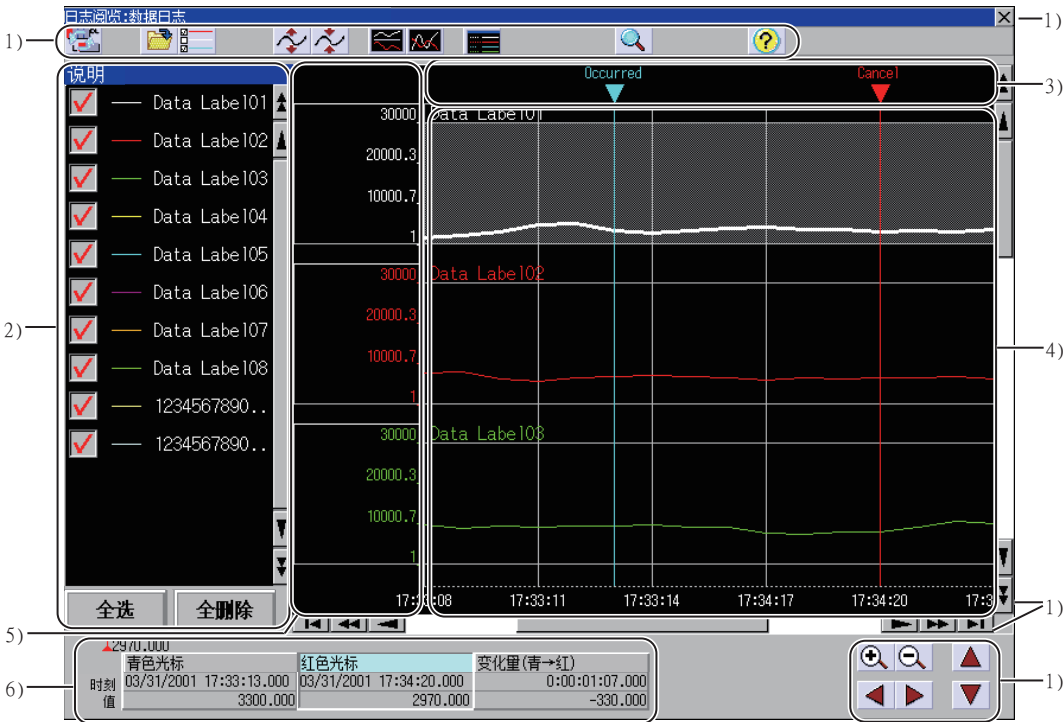 日志阅览:数据日志
1)
1)
说明
Data Label01
Data Label02
Data Label03
Data Label04
Data Label05
Data Label06
Data Label07
Data Label08
1234567890..
1234567890..
全选 全删除
2)
Occurred Cancel
3)
30000 Data Label01
20000.3
10000.7
1
30000 Data Label02
20000.3
10000.7
1
4)
30000 Data Label03
20000.3
10000.7
1
17:33:08 17:33:11 17:33:14 17:34:17 17:34:20 17:3
1)
5)
2970.000
青色光标 红色光标 变化量(青→红)
时刻 03/31/2001 17:33:13.000 03/31/2001 17:34:20.000 0:00:01:07.000
值 3300.000 2970.000 -330.000
6)
1)